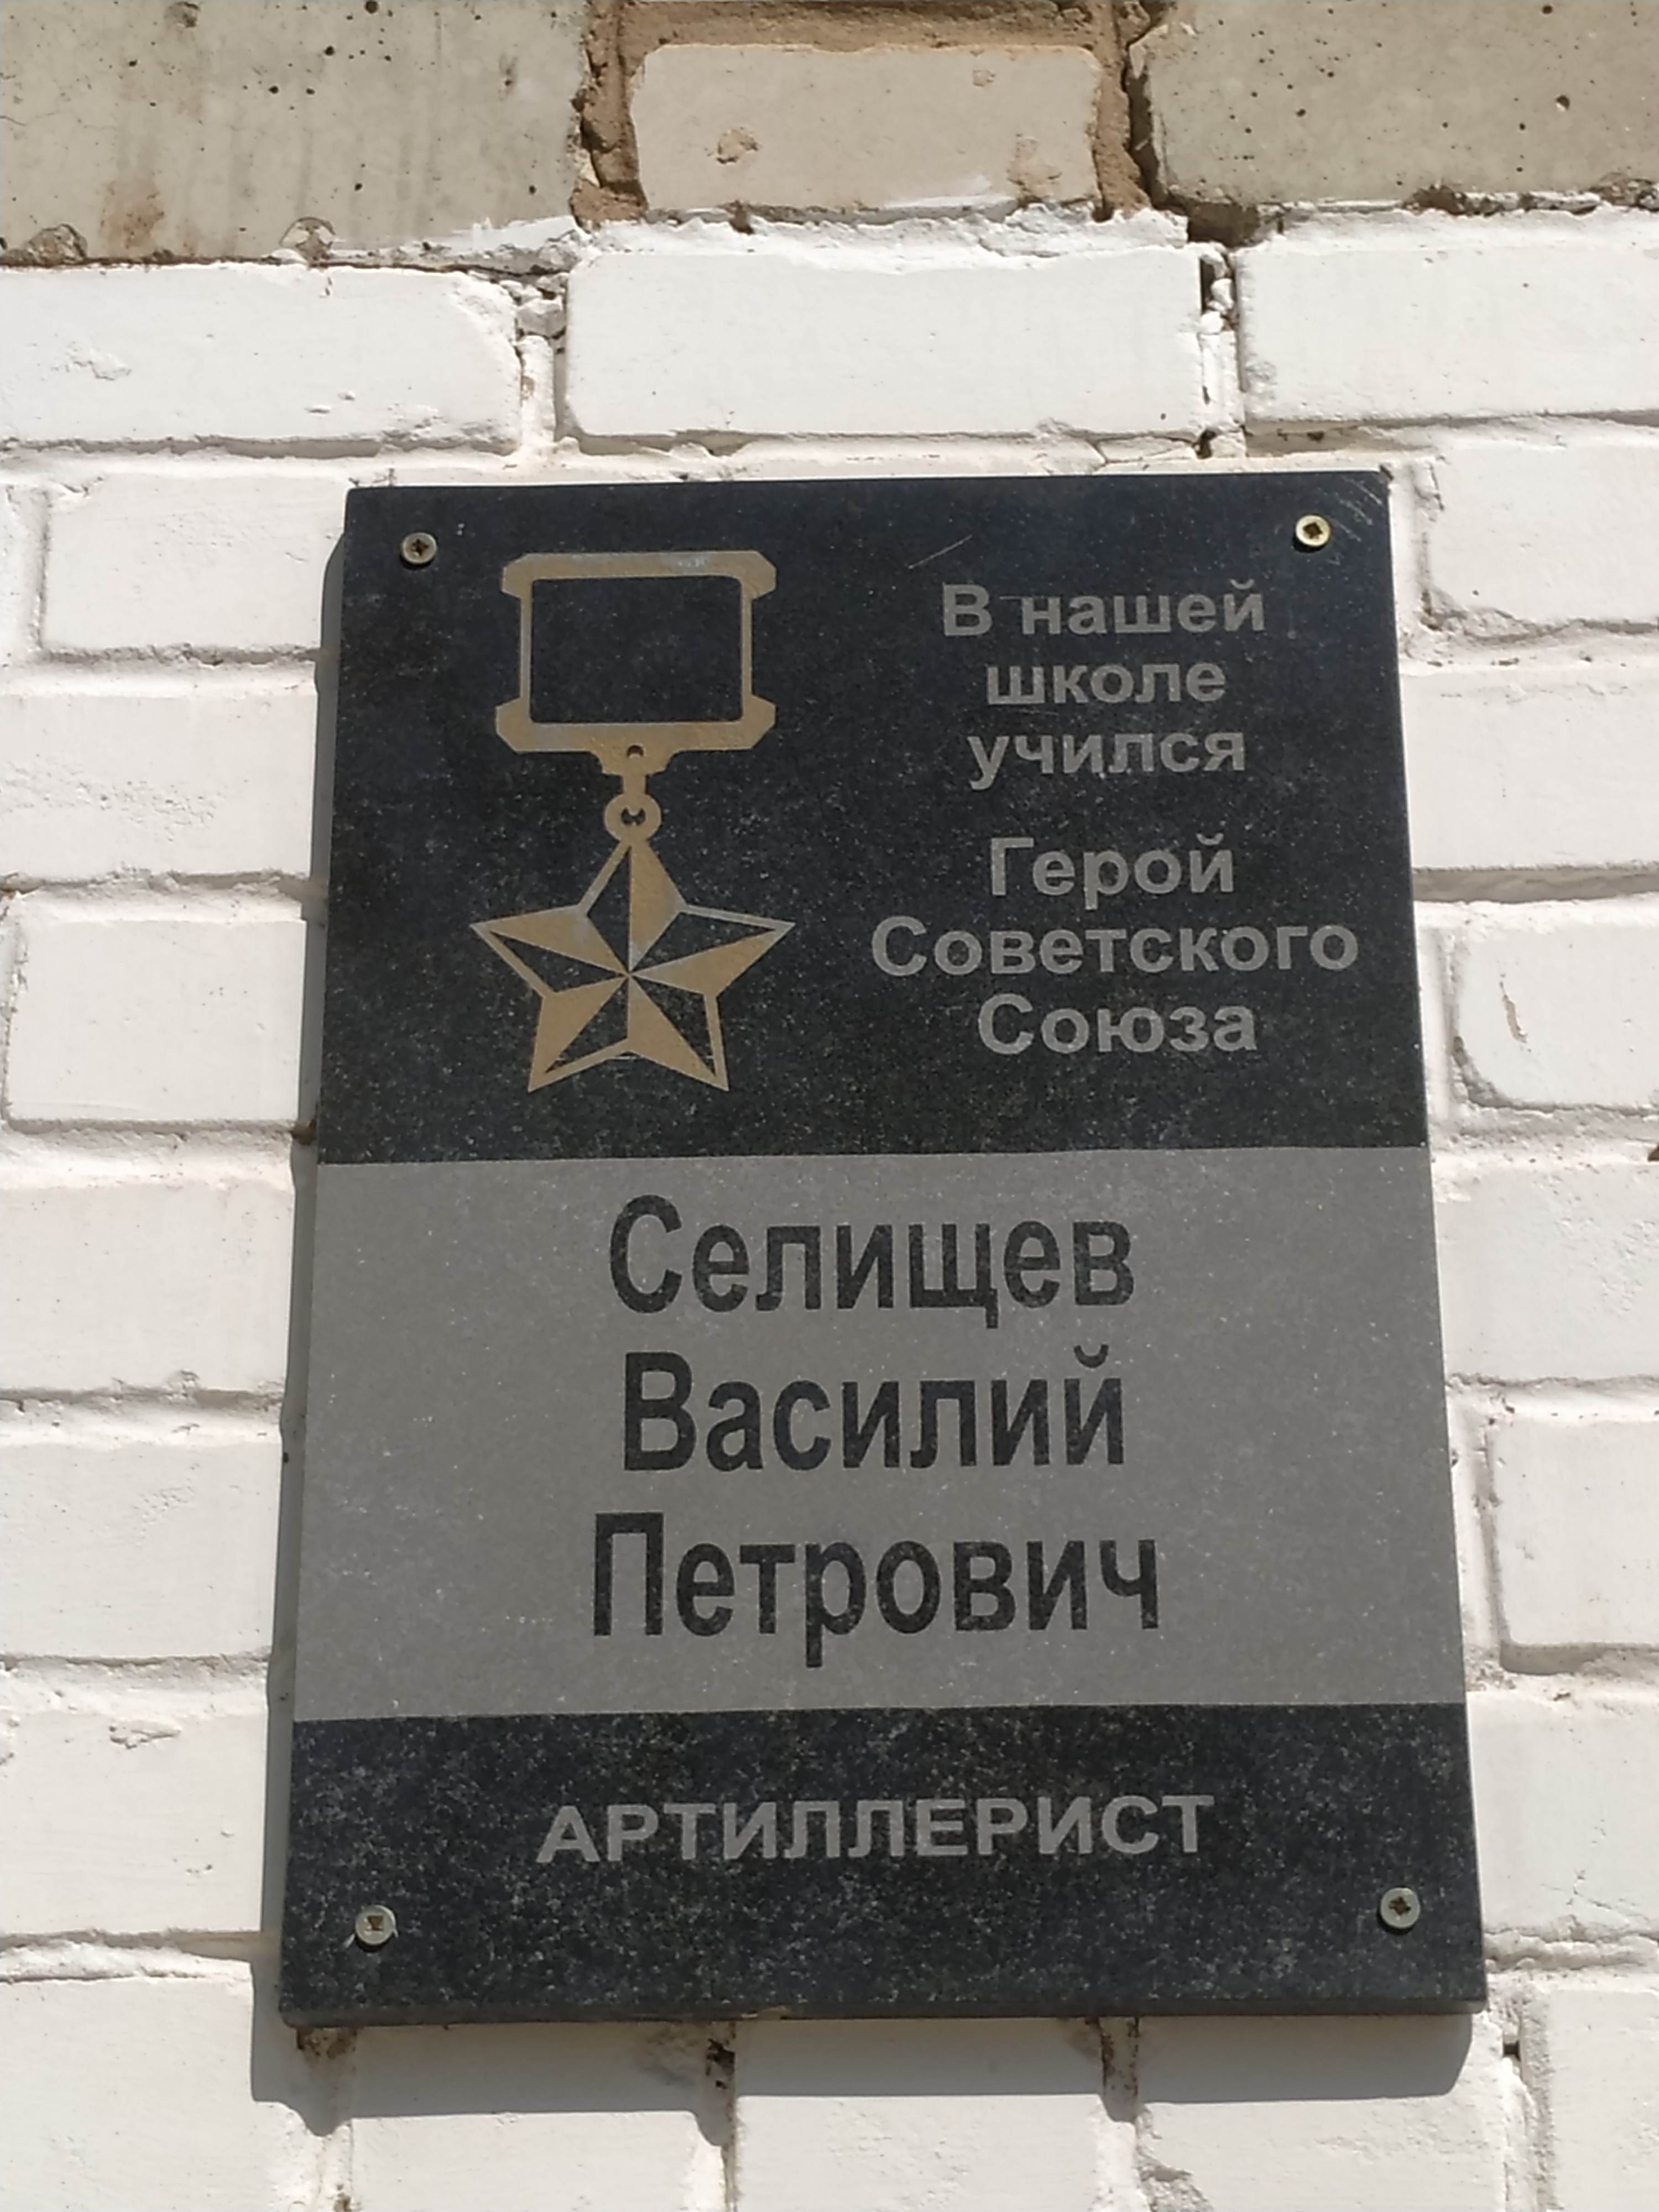 В нашей
школе
учился
Герой
Советского
Союза
Селищев
Василий
Петрович
АРТИЛЛЕРИСТ